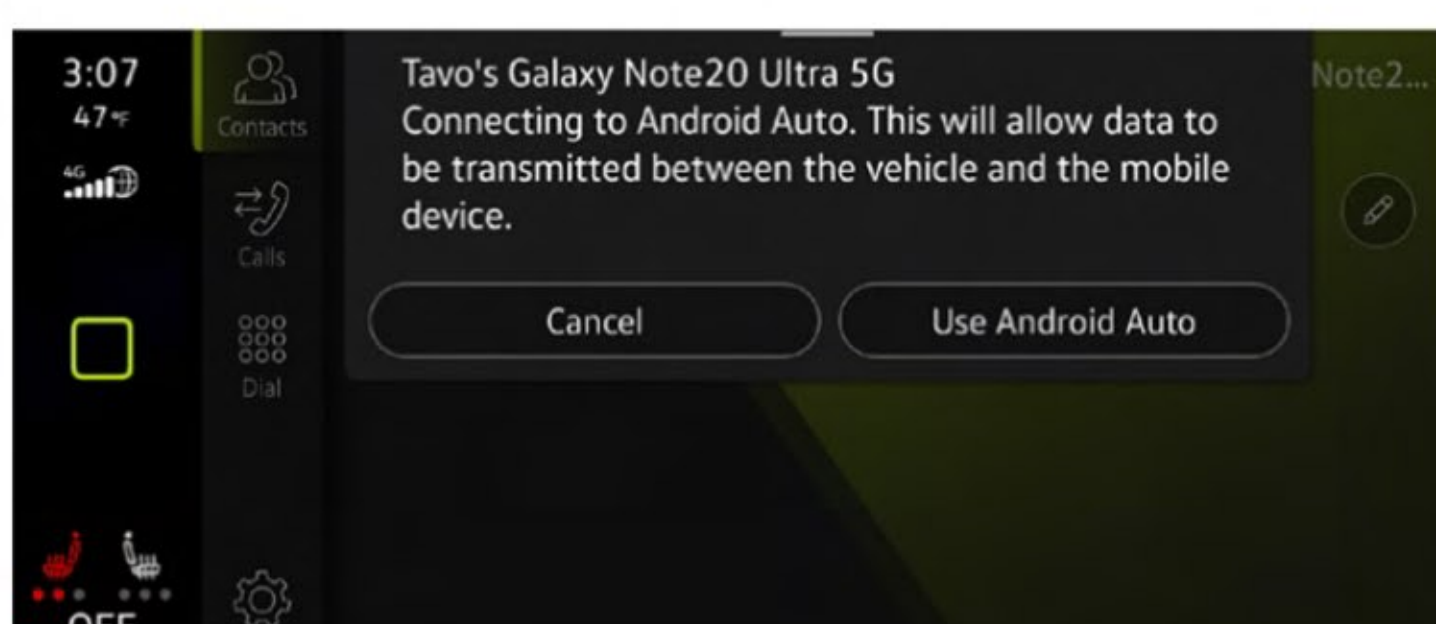 3:07
47°F
4G
Contacts
Calls
Dial
Tavo's Galaxy Note20 Ultra 5G
Connecting to Android Auto. This will allow data to
be transmitted between the vehicle and the mobile
device.
Cancel
Use Android Auto
Note2...
OFF